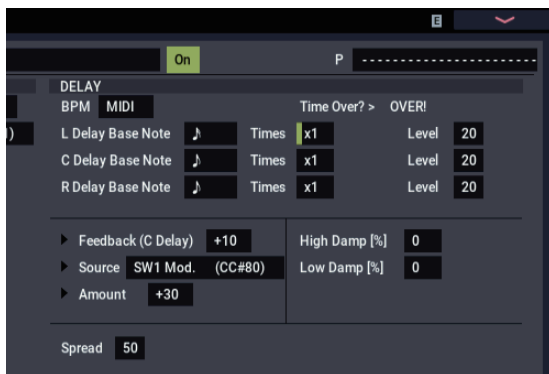 E
On P -----------------------
DELAY
BPM MIDI Time Over? > OVER!
L Delay Base Note ♪ Times x1 Level 20
C Delay Base Note ♪ Times x1 Level 20
R Delay Base Note ♪ Times x1 Level 20
Feedback (C Delay) +10 High Damp [%] 0
Source SW1 Mod. (CC#80) Low Damp [%] 0
Amount +30
Spread 50